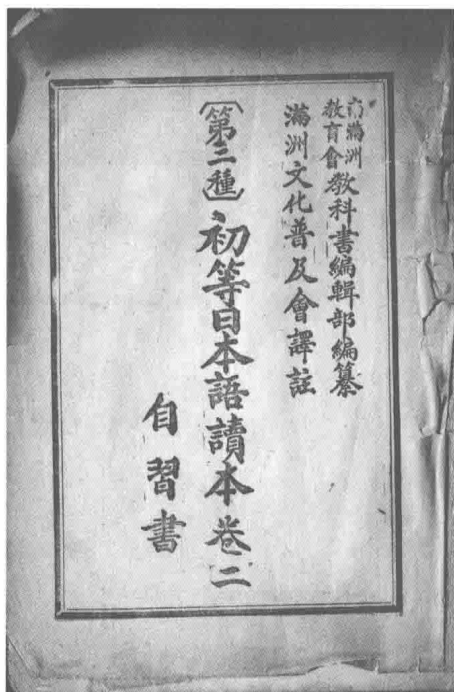 南滿洲
教育會
教科書編輯部編纂
滿洲文化普及會譯註
〔第二種〕初等日本語讀本卷二
自習書